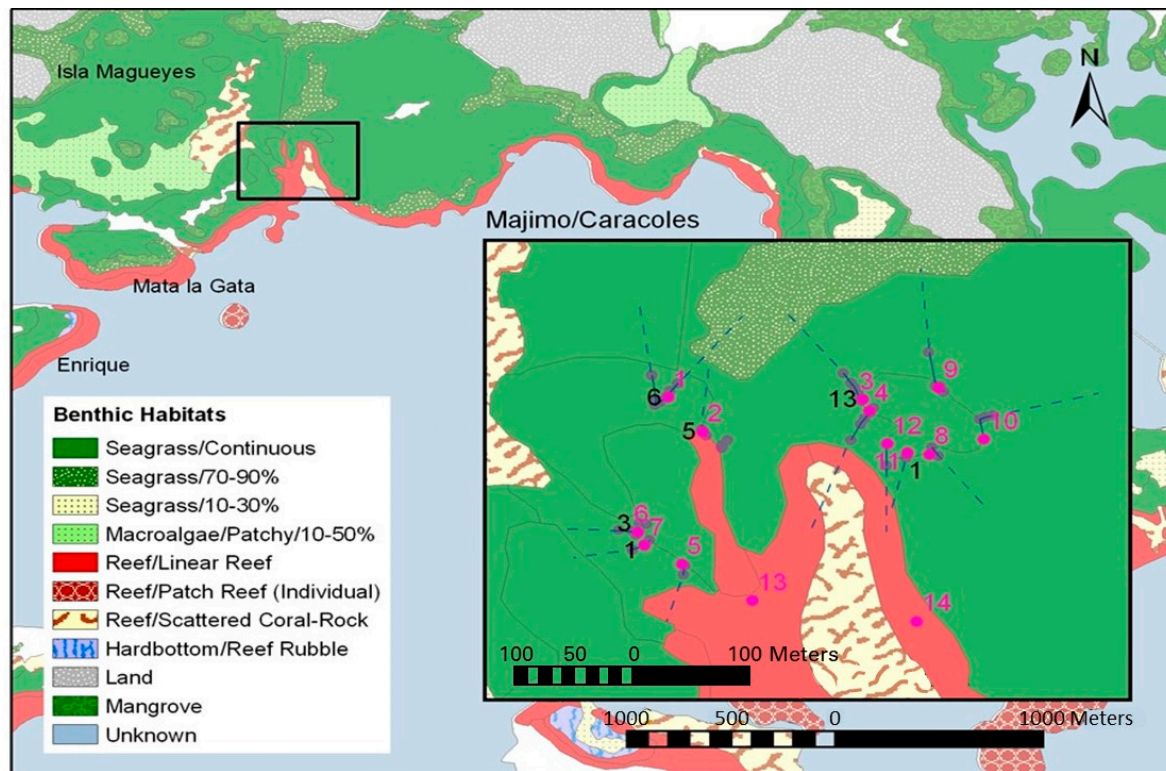 Isla Magueyes
N
Majimo/Caracoles
Mata la Gata
Enrique
Benthic Habitats
Seagrass/Continuous
Seagrass/70-90%
Seagrass/10-30%
Macroalgae/Patchy/10-50%
Reef/Linear Reef
Reef/Patch Reef (Individual)
Reef/Scattered Coral-Rock
Hardbottom/Reef Rubble
Land
Mangrove
Unknown
1
6
2
5
3
13
4
9
10
12
11
1
8
6
3
7
1
5
13
14
100 50 0 100 Meters
1000 500 0 1000 Meters